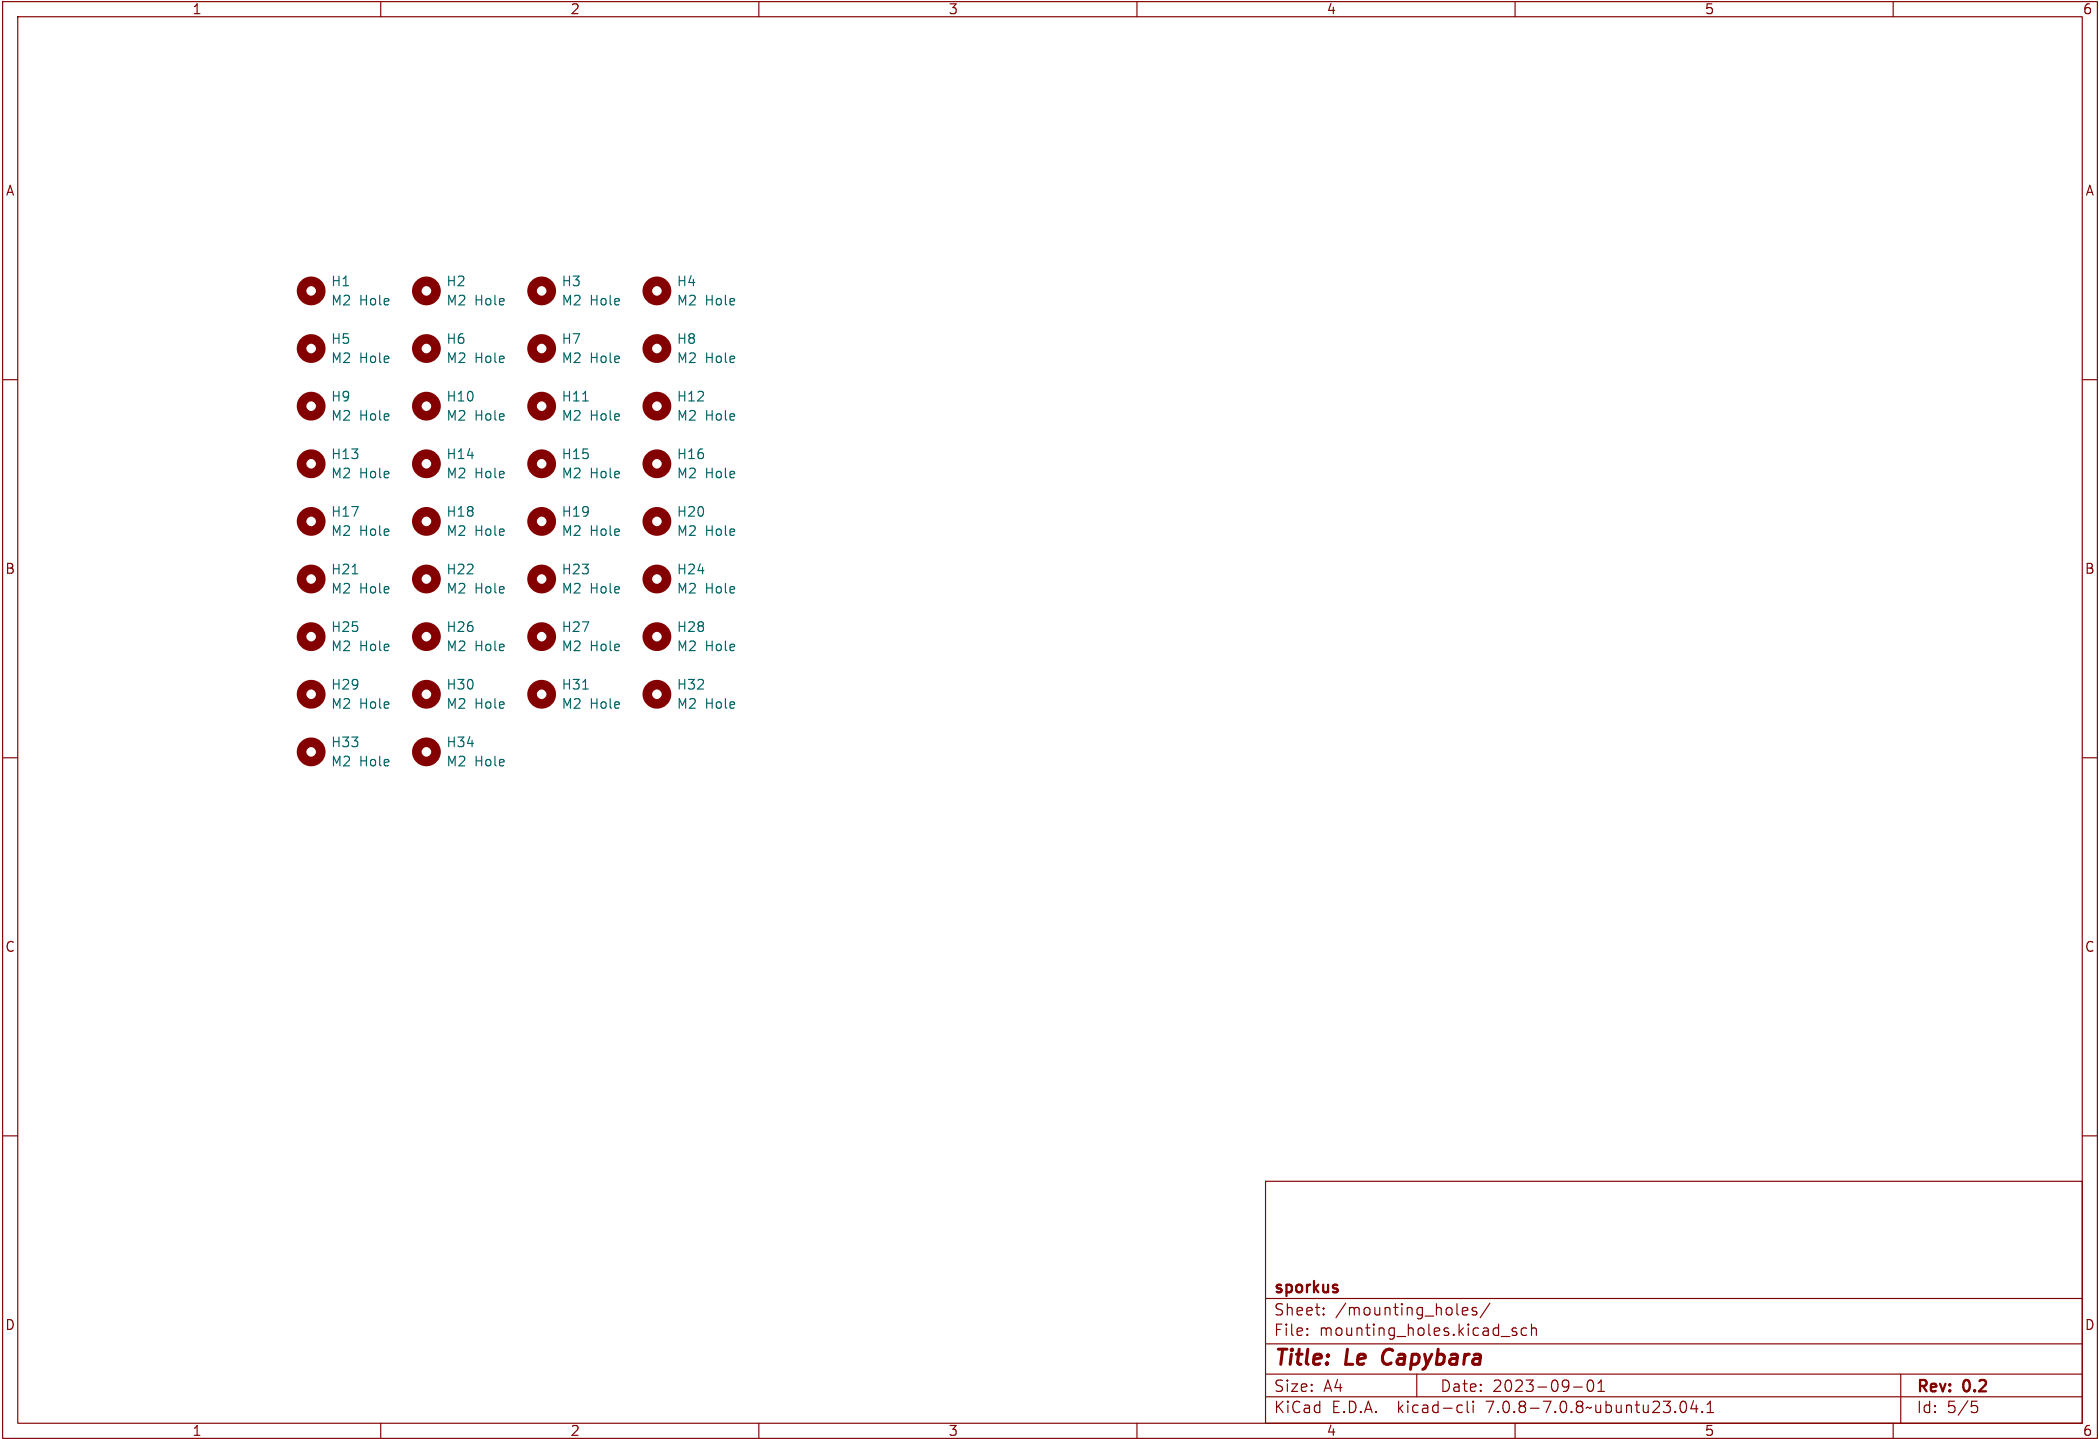 1 2 3 4 5 6
A A
H1 H2 H3 H4
M2 Hole M2 Hole M2 Hole M2 Hole
H5 H6 H7 H8
M2 Hole M2 Hole M2 Hole M2 Hole
H9 H10 H11 H12
M2 Hole M2 Hole M2 Hole M2 Hole
H13 H14 H15 H16
M2 Hole M2 Hole M2 Hole M2 Hole
H17 H18 H19 H20
M2 Hole M2 Hole M2 Hole M2 Hole
B B
H21 H22 H23 H24
M2 Hole M2 Hole M2 Hole M2 Hole
H25 H26 H27 H28
M2 Hole M2 Hole M2 Hole M2 Hole
H29 H30 H31 H32
M2 Hole M2 Hole M2 Hole M2 Hole
H33 H34
M2 Hole M2 Hole
C C
sporkus
Sheet: /mounting_holes/
D D
File: mounting_holes.kicad_sch
Title: Le Capybara
Size: A4 Date: 2023-09-01 Rev: 0.2
KiCad E.D.A. kicad-cli 7.0.8-7.0.8~ubuntu23.04.1 Id: 5/5
1 2 3 4 5 6